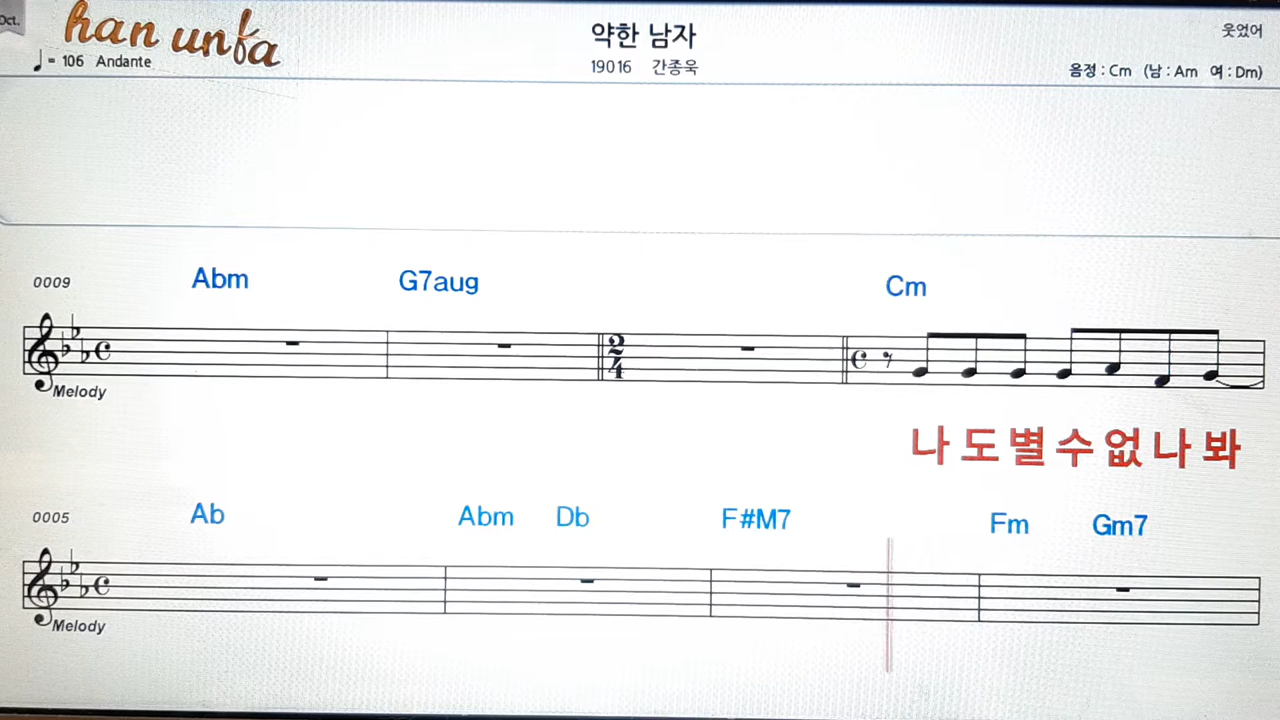 Oct.
han unfa
약한 남자
웃었어
♩ = 106 Andante
19016 간종욱
음정 : Cm (남 : Am 여 : Dm)
0009 Abm G7aug Cm
2
4
Melody
나 도 별 수 없 나 봐
0005 Ab Abm Db F#M7 Fm Gm7
Melody